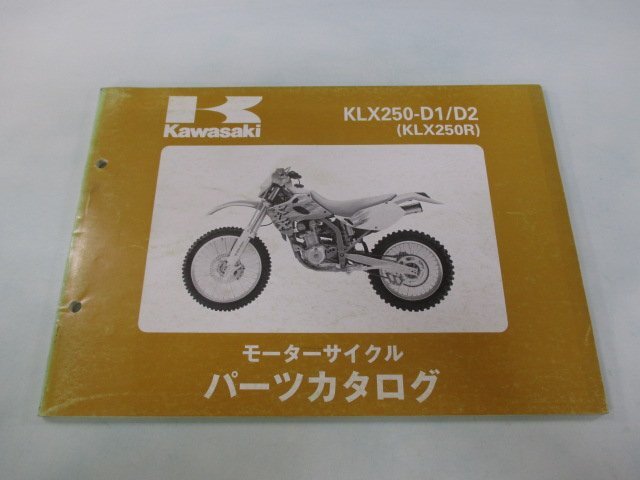 Kawasaki
KLX250-D1/D2
(KLX250R)
モーターサイクル
パーツカタログ